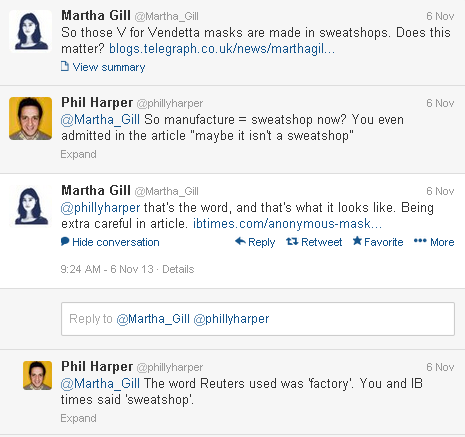 Martha Gill @Martha_Gill 6 Nov
So those V for Vendetta masks are made in sweatshops. Does this
matter? blogs.telegraph.co.uk/news/marthagil...
View summary
Phil Harper @phillyharper 6 Nov
@Martha_Gill So manufacture = sweatshop now? You even
admitted in the article "maybe it isn't a sweatshop"
Expand
Martha Gill @Martha_Gill 6 Nov
@phillyharper that's the word, and that's what it looks like. Being
extra careful in article. ibtimes.com/anonymous-mask...
Hide conversation Reply Retweet Favorite More
9:24 AM - 6 Nov 13 · Details
Reply to @Martha_Gill @phillyharper
Phil Harper @phillyharper 6 Nov
@Martha_Gill The word Reuters used was 'factory'. You and IB
times said 'sweatshop'.
Expand